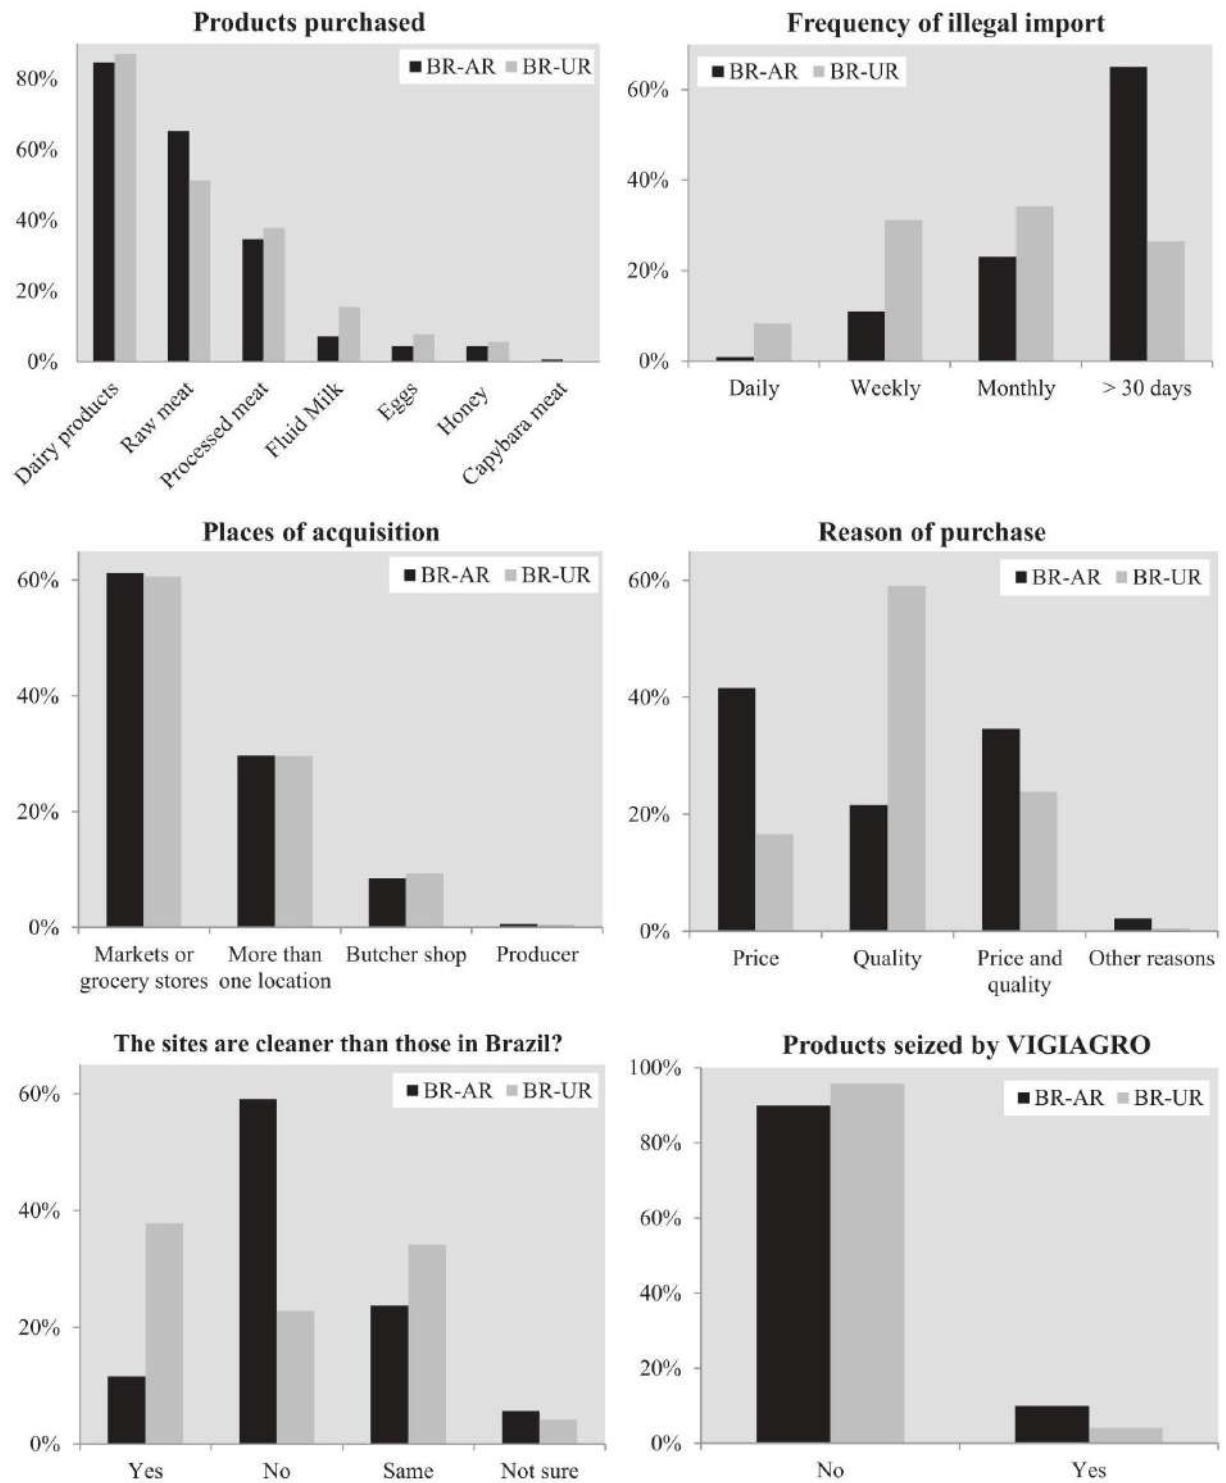 Products purchased
BR-AR BR-UR
80%
60%
40%
20%
0%
Dairy products
Raw meat
Processed meat
Fluid Milk
Eggs
Honey
Capybara meat
Frequency of illegal import
BR-AR BR-UR
60%
40%
20%
0%
Daily Weekly Monthly > 30 days
Places of acquisition
BR-AR BR-UR
60%
40%
20%
0%
Markets or More than Butcher shop Producer
grocery stores one location
Reason of purchase
BR-AR BR-UR
60%
40%
20%
0%
Price Quality Price and Other reasons
quality
The sites are cleaner than those in Brazil?
BR-AR BR-UR
60%
40%
20%
0%
Yes No Same Not sure
Products seized by VIGIAGRO
100%
BR-AR BR-UR
80%
60%
40%
20%
0%
No Yes